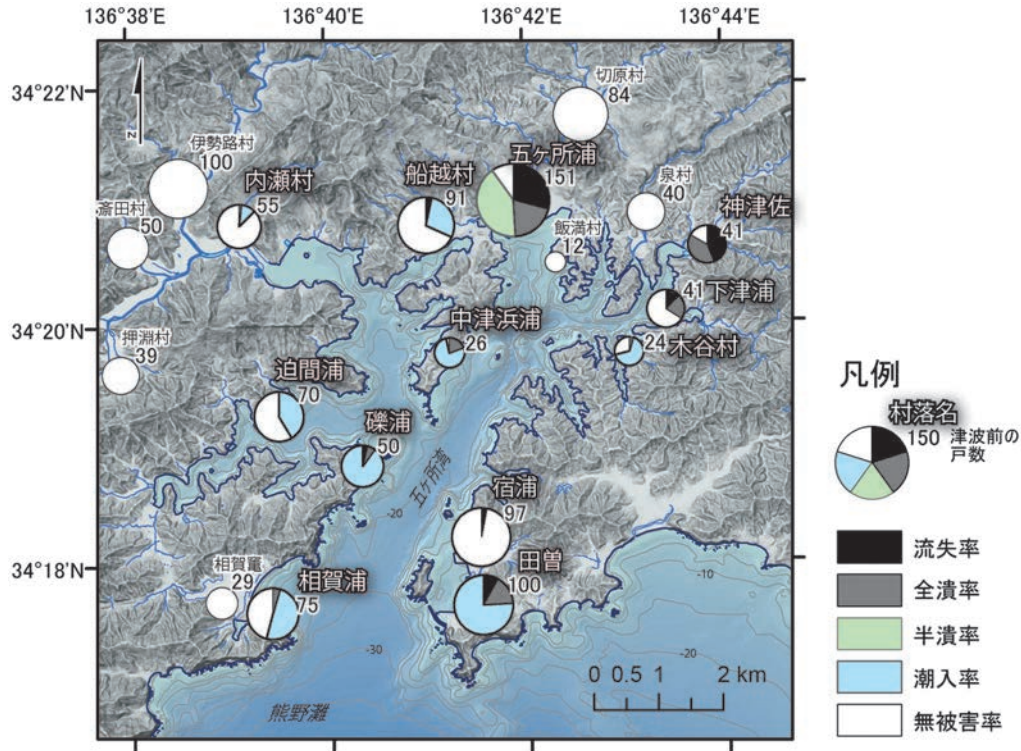 136°38'E
136°40'E
136°42'E
136°44'E
34°22'N
34°20'N
34°18'N
N
切原村
84
伊勢路村
100
五ヶ所浦
151
船越村
91
内瀬村
55
泉村
40
斎田村
50
神津佐
41
飯満村
12
41 下津浦
中津浜浦
26
24 木谷村
押淵村
39
迫間浦
70
礫浦
50
五ヶ所湾
-20
宿浦
97
田曽
100
相賀竃
29
相賀浦
75
-10
-20
-30
熊野灘
0 0.5 1 2 km
凡例
村落名
150 津波前の
戸数
流失率
全潰率
半潰率
潮入率
無被害率